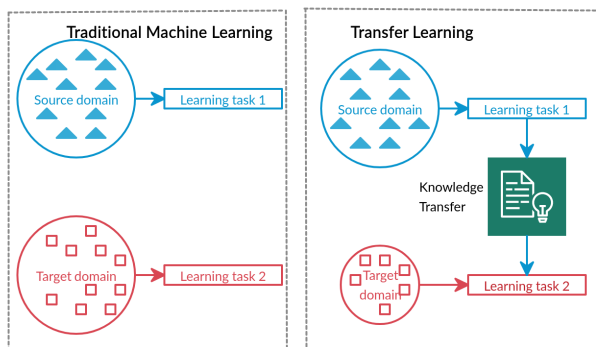 Traditional Machine Learning
Source domain
Learning task 1
Target domain
Learning task 2
Transfer Learning
Source domain
Learning task 1
Knowledge
Transfer
Target
domain
Learning task 2